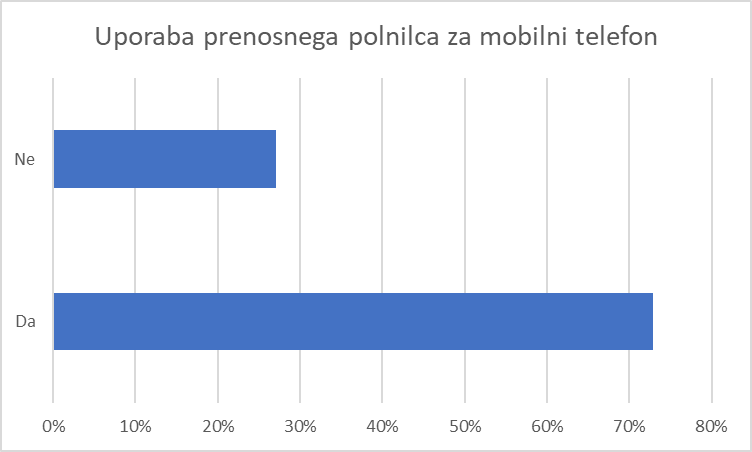 Uporaba prenosnega polnilca za mobilni telefon
Ne
Da
0% 10% 20% 30% 40% 50% 60% 70% 80%